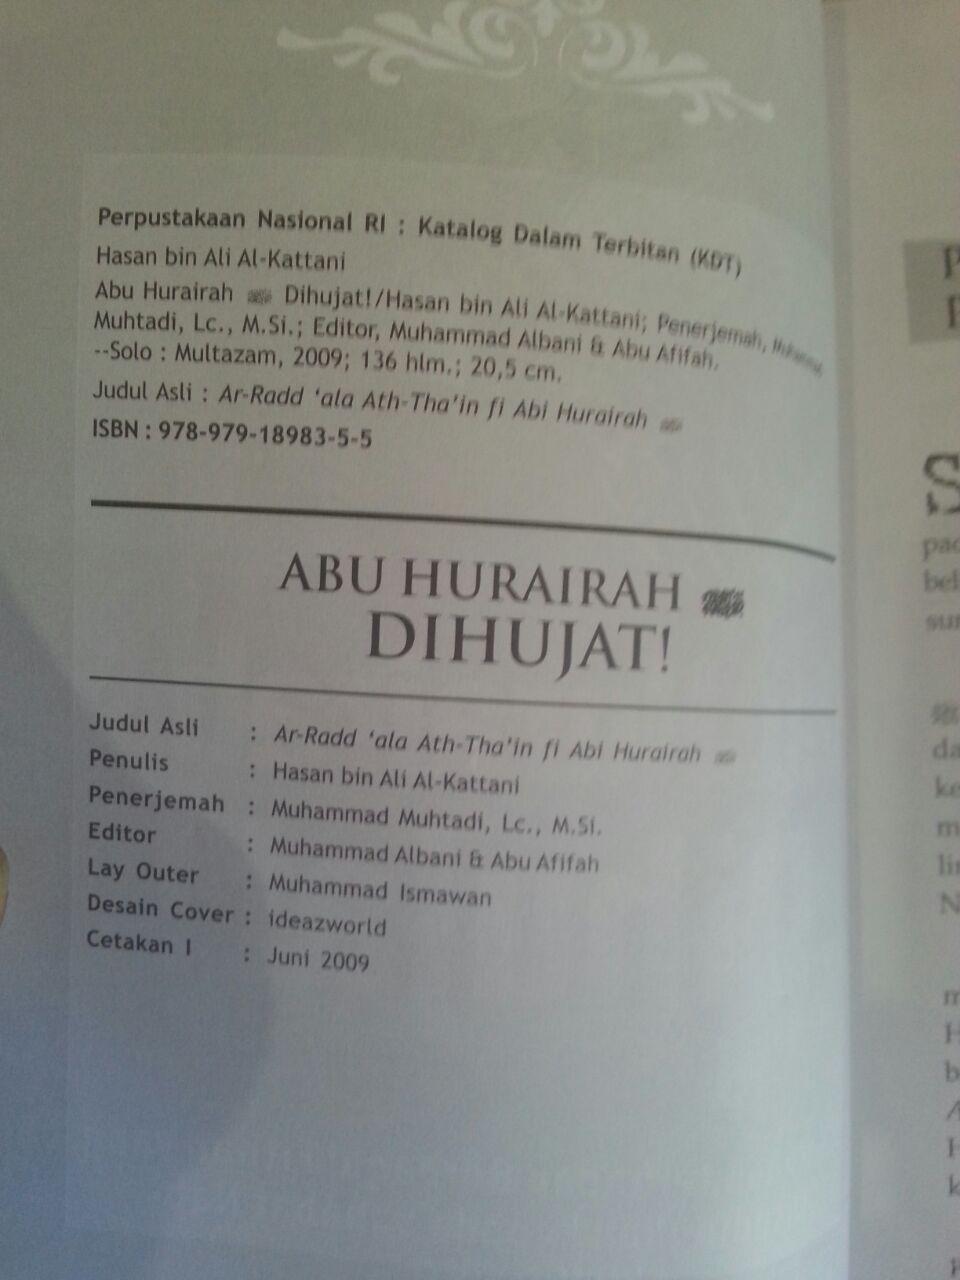 Perpustakaan Nasional RI : Katalog Dalam Terbitan (KDT)
Hasan bin Ali Al-Kattani
Abu Hurairah Dihujat!/Hasan bin Ali Al-Kattani; Penerjemah,
Muhtadi, Lc., M.Si.; Editor, Muhammad Albani & Abu Afifah.
--Solo : Multazam, 2009; 136 hlm.; 20,5 cm.
Judul Asli : Ar-Radd ‘ala Ath-Tha’in fi Abi Hurairah
ISBN : 978-979-18983-5-5
ABU HURAIRAH
DIHUJAT!
Judul Asli : Ar-Radd ‘ala Ath-Tha’in fi Abi Hurairah
Penulis : Hasan bin Ali Al-Kattani
Penerjemah : Muhammad Muhtadi, Lc., M.Si.
Editor : Muhammad Albani & Abu Afifah
Lay Outer : Muhammad Ismawan
Desain Cover : ideazworld
Cetakan I : Juni 2009